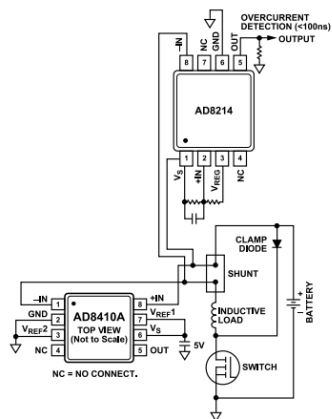 OVERCURRENT
DETECTION (<100ns)
OUTPUT
–IN
NC
GND
OUT
8
7
6
5
AD8214
1
2
3
4
VS
+IN
VREG
NC
CLAMP
DIODE
SHUNT
–IN
1
8
+IN
GND
2
AD8410A
7
VREF1
VREF2
3
TOP VIEW
(Not to Scale)
6
VS
NC
4
5
OUT
5V
INDUCTIVE
LOAD
BATTERY
+
–
SWITCH
NC = NO CONNECT.